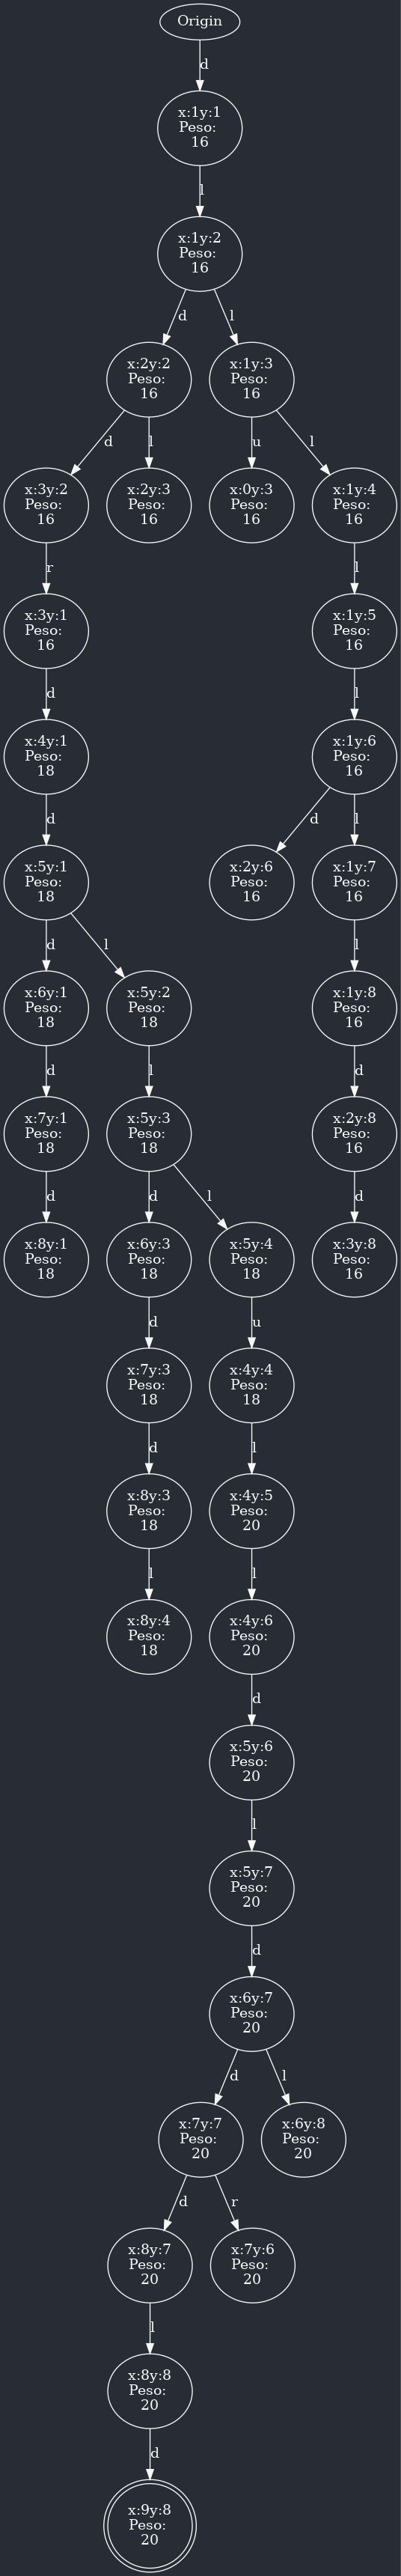 Origin
d
x:1y:1
Peso:
16
l
x:1y:2
Peso:
16
d
l
x:2y:2
Peso:
16
x:1y:3
Peso:
16
d
l
u
l
x:3y:2
Peso:
16
x:2y:3
Peso:
16
x:0y:3
Peso:
16
x:1y:4
Peso:
16
r
l
x:3y:1
Peso:
16
x:1y:5
Peso:
16
d
l
x:4y:1
Peso:
18
x:1y:6
Peso:
16
d
d
l
x:5y:1
Peso:
18
x:2y:6
Peso:
16
x:1y:7
Peso:
16
d
l
l
x:6y:1
Peso:
18
x:5y:2
Peso:
18
x:1y:8
Peso:
16
d
l
d
x:7y:1
Peso:
18
x:5y:3
Peso:
18
x:2y:8
Peso:
16
d
d
l
d
x:8y:1
Peso:
18
x:6y:3
Peso:
18
x:5y:4
Peso:
18
x:3y:8
Peso:
16
d
u
x:7y:3
Peso:
18
x:4y:4
Peso:
18
d
l
x:8y:3
Peso:
18
x:4y:5
Peso:
20
l
l
x:8y:4
Peso:
18
x:4y:6
Peso:
20
d
x:5y:6
Peso:
20
l
x:5y:7
Peso:
20
d
x:6y:7
Peso:
20
d
l
x:7y:7
Peso:
20
x:6y:8
Peso:
20
d
r
x:8y:7
Peso:
20
x:7y:6
Peso:
20
l
x:8y:8
Peso:
20
d
x:9y:8
Peso:
20